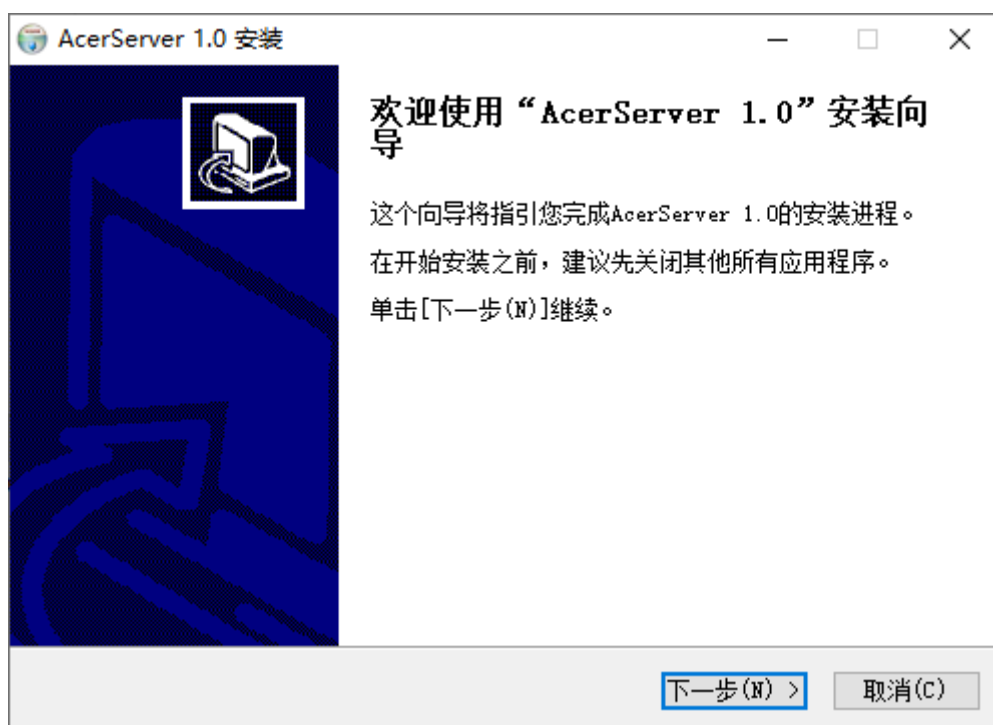 AcerServer 1.0 安装
欢迎使用“AcerServer 1.0”安装向
导
这个向导将指引您完成AcerServer 1.0的安装进程。
在开始安装之前，建议先关闭其他所有应用程序。
单击[下一步(N)]继续。
下一步(N) >
取消(C)